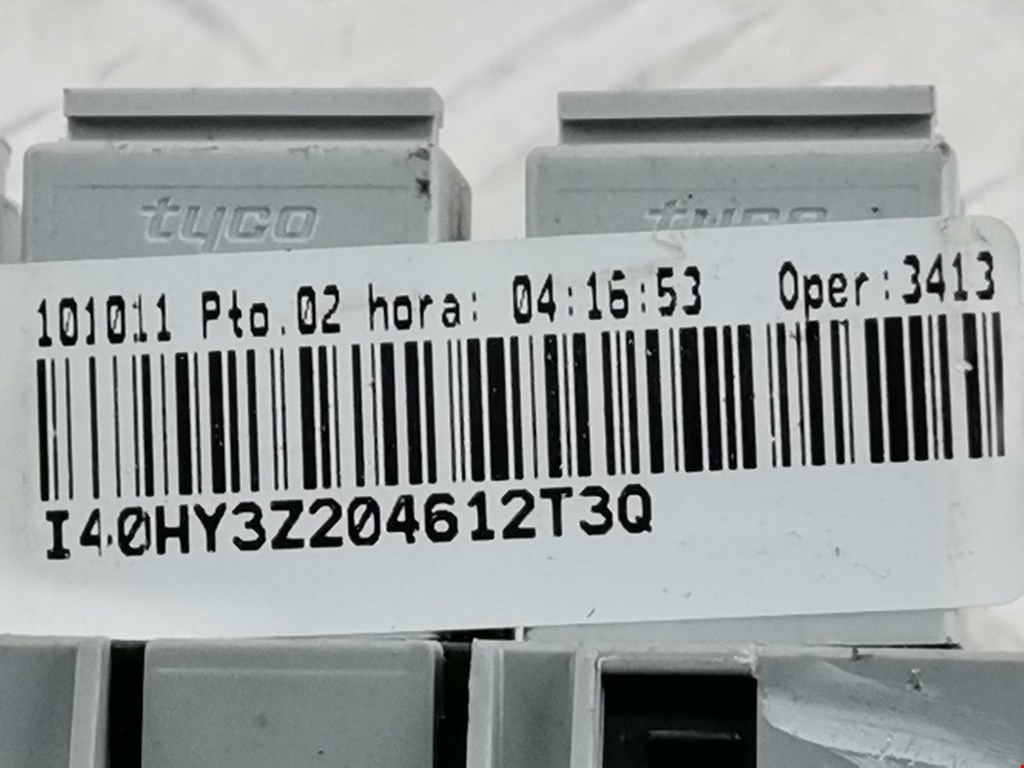 tyco tyco
101011 Pto.02 hora: 04:16:53 Oper:3413
I40HY3Z204612T3Q